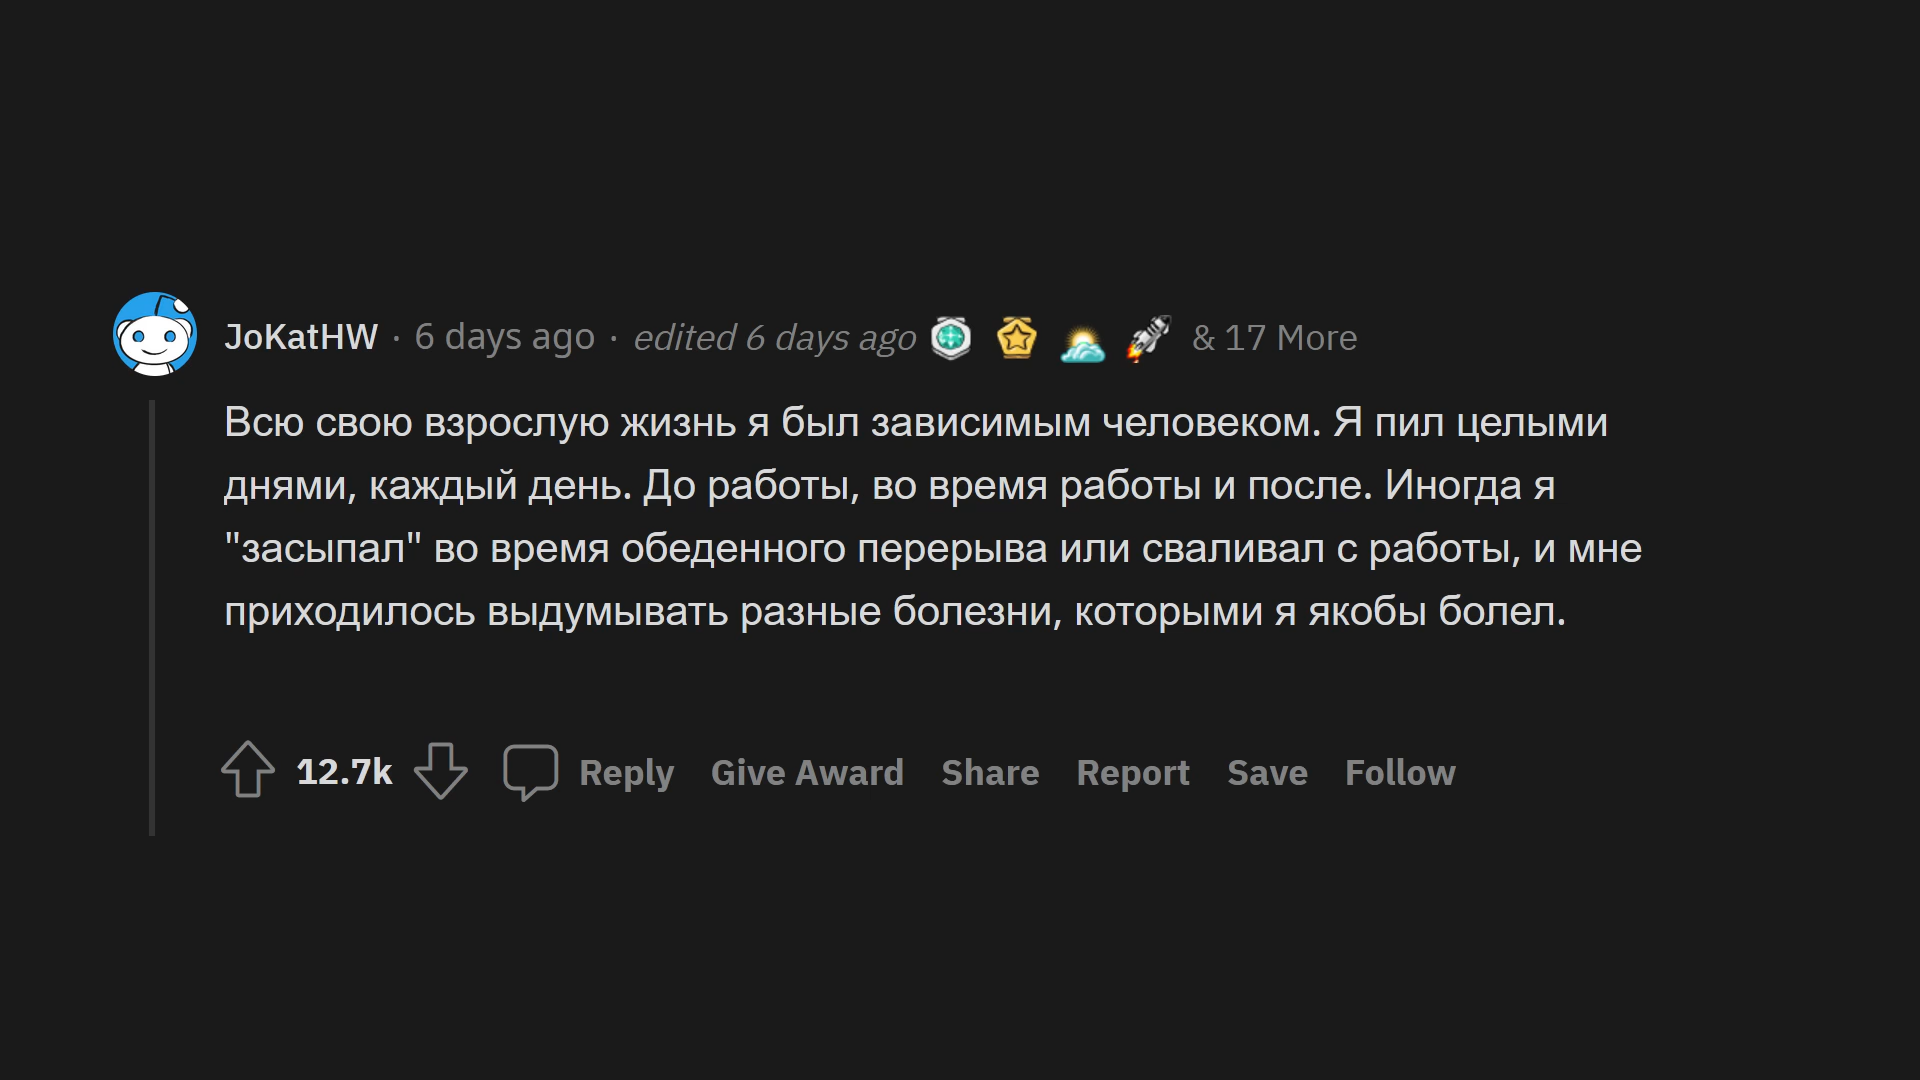 JoKatHW · 6 days ago · edited 6 days ago & 17 More
Всю свою взрослую жизнь я был зависимым человеком. Я пил целыми
днями, каждый день. До работы, во время работы и после. Иногда я
"засыпал" во время обеденного перерыва или сваливал с работы, и мне
приходилось выдумывать разные болезни, которыми я якобы болел.
12.7k Reply Give Award Share Report Save Follow